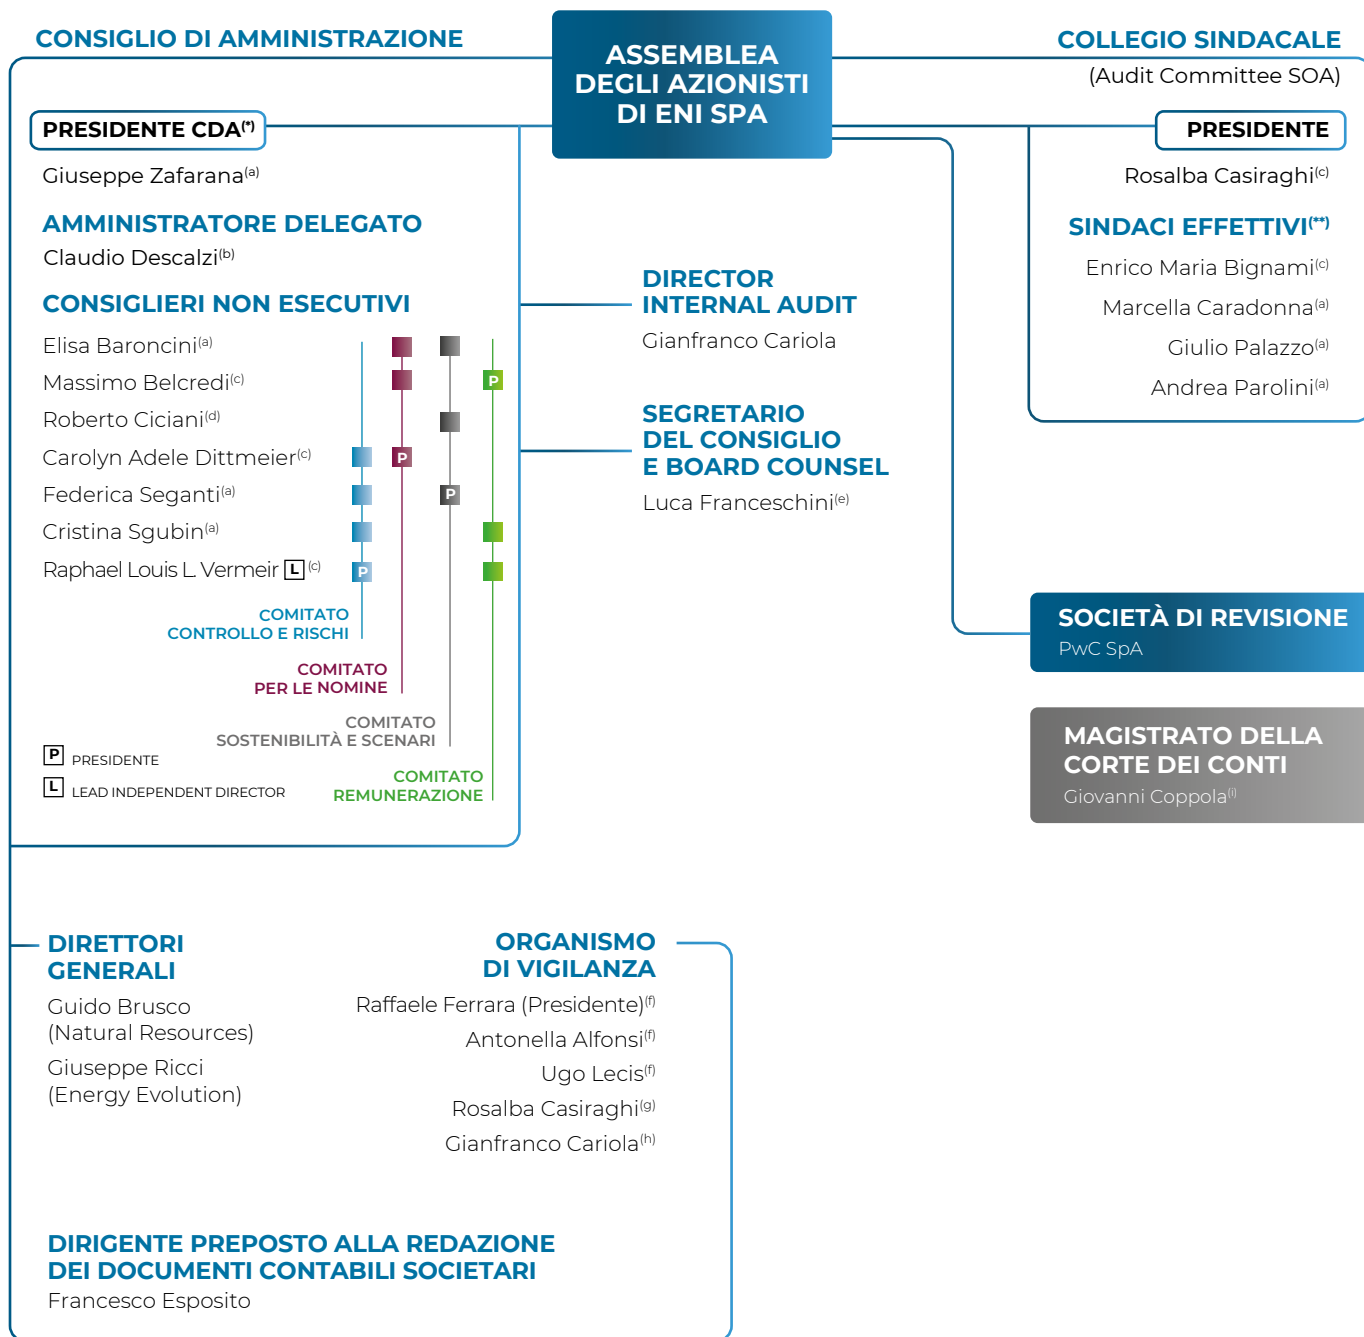 CONSIGLIO DI AMMINISTRAZIONE
ASSEMBLEA
DEGLI AZIONISTI
DI ENI SPA
COLLEGIO SINDACALE
(Audit Committee SOA)
PRESIDENTE CDA(*)
Giuseppe Zafarana(a)
AMMINISTRATORE DELEGATO
Claudio Descalzi(b)
CONSIGLIERI NON ESECUTIVI
Elisa Baroncini(a)
Massimo Belcredi(c)
P
Roberto Ciciani(d)
Carolyn Adele Dittmeier(c)
P
Federica Seganti(a)
P
Cristina Sgubin(a)
Raphael Louis L. Vermeir L (c)
P
COMITATO
CONTROLLO E RISCHI
COMITATO
PER LE NOMINE
COMITATO
SOSTENIBILITÀ E SCENARI
COMITATO
REMUNERAZIONE
P PRESIDENTE
L LEAD INDEPENDENT DIRECTOR
DIRECTOR
INTERNAL AUDIT
Gianfranco Cariola
SEGRETARIO
DEL CONSIGLIO
E BOARD COUNSEL
Luca Franceschini(e)
PRESIDENTE
Rosalba Casiraghi(c)
SINDACI EFFETTIVI(**)
Enrico Maria Bignami(c)
Marcella Caradonna(a)
Giulio Palazzo(a)
Andrea Parolini(a)
SOCIETÀ DI REVISIONE
PwC SpA
MAGISTRATO DELLA
CORTE DEI CONTI
Giovanni Coppola(i)
DIRETTORI
GENERALI
Guido Brusco
(Natural Resources)
Giuseppe Ricci
(Energy Evolution)
ORGANISMO
DI VIGILANZA
Raffaele Ferrara (Presidente)(f)
Antonella Alfonsi(f)
Ugo Lecis(f)
Rosalba Casiraghi(g)
Gianfranco Cariola(h)
DIRIGENTE PREPOSTO ALLA REDAZIONE
DEI DOCUMENTI CONTABILI SOCIETARI
Francesco Esposito